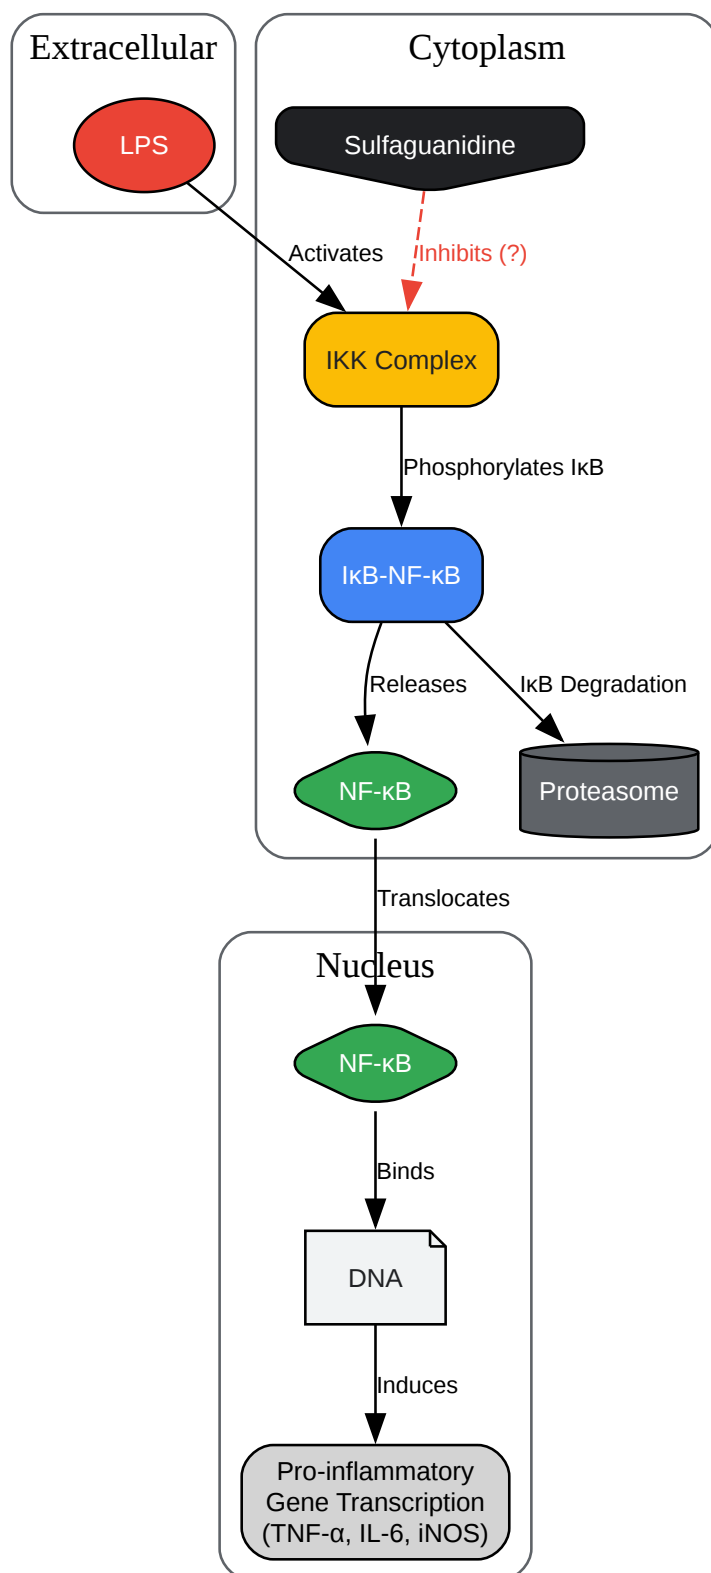 Extracellular
Cytoplasm
LPS
Sulfaguanidine
Activates
Inhibits (?)
IKK Complex
Phosphorylates IκB
IκB-NF-κB
Releases
IκB Degradation
NF-κB
Proteasome
Translocates
Nucleus
NF-κB
Binds
DNA
Induces
Pro-inflammatory
Gene Transcription
(TNF-α, IL-6, iNOS)